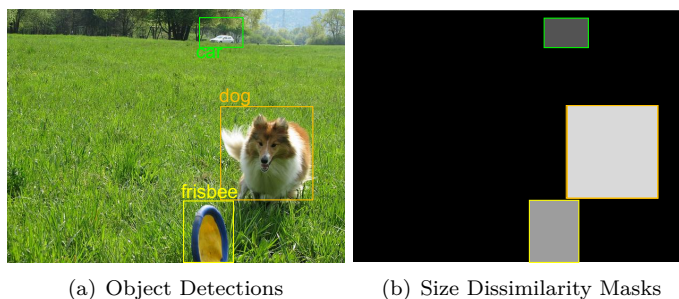 car
dog
frisbee
(a) Object Detections
(b) Size Dissimilarity Masks